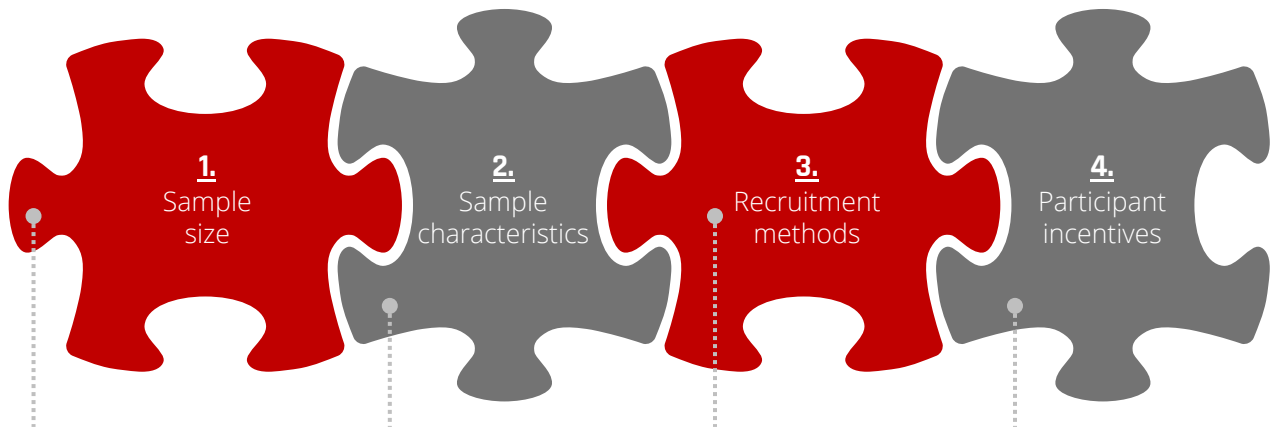 1.
Sample
size
2.
Sample
characteristics
3.
Recruitment
methods
4.
Participant
incentives